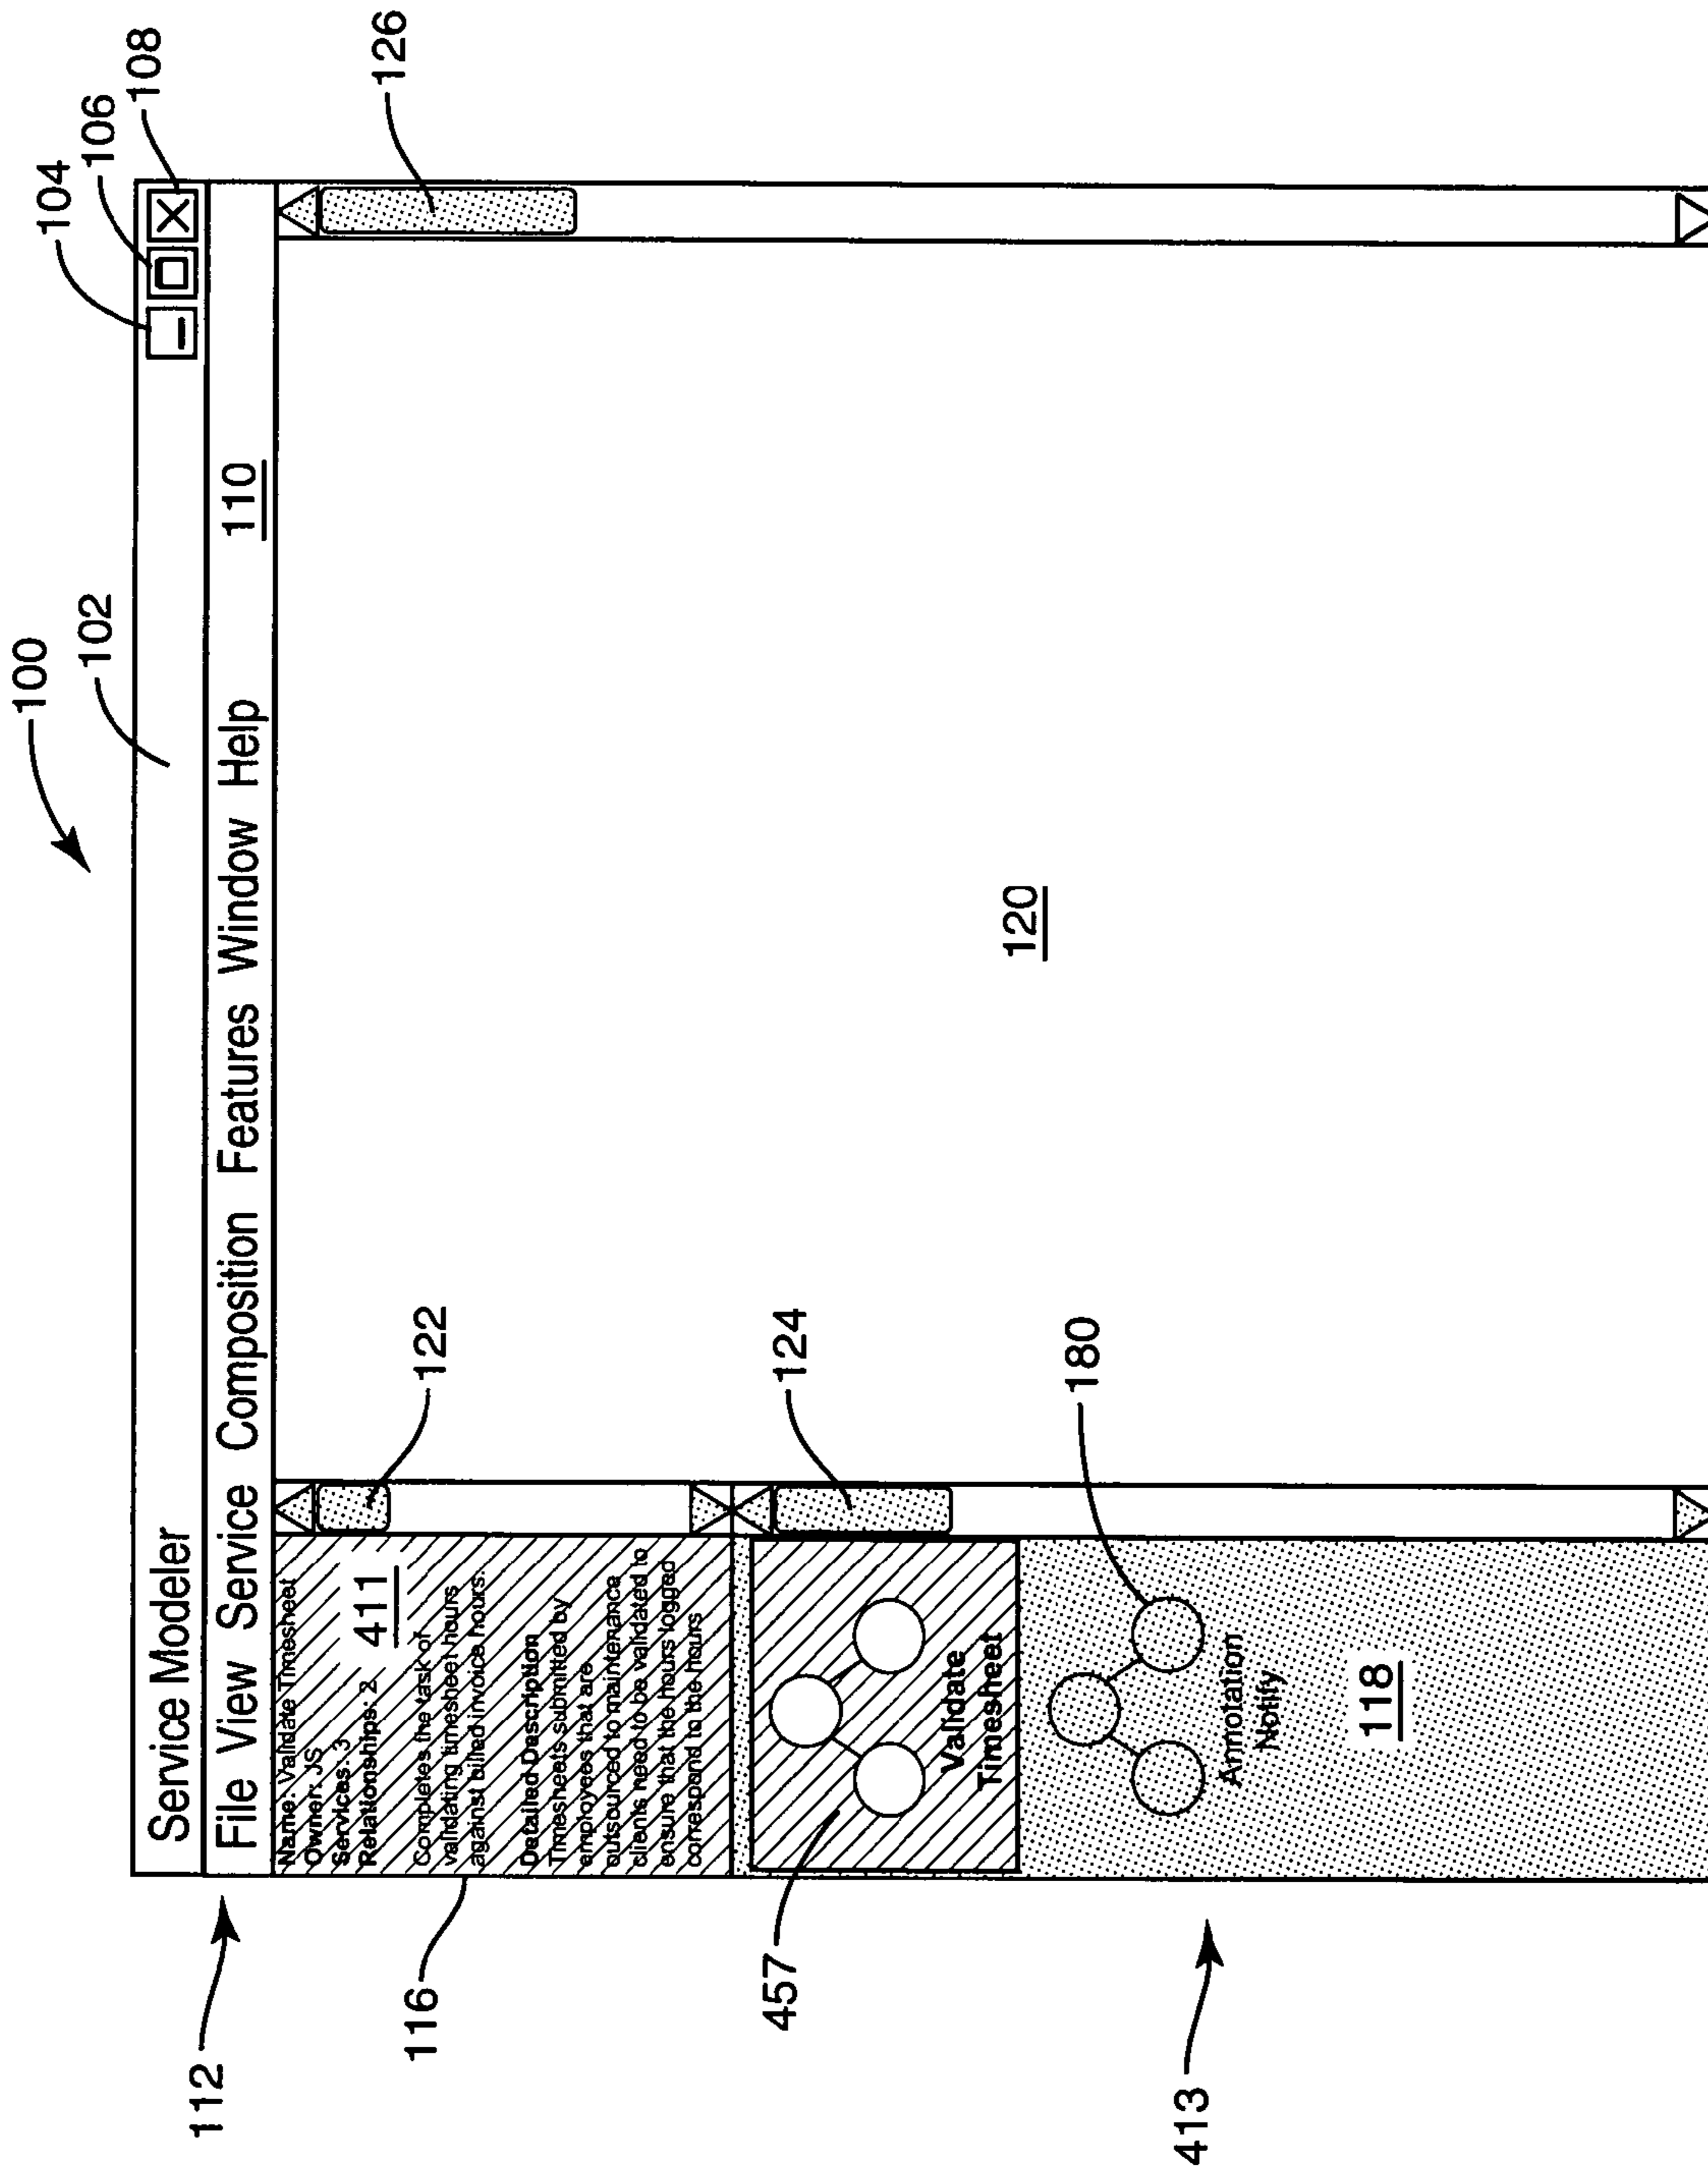 100
102
104
106
108
126
Service Modeler
112
File View Service Composition Features Window Help 110
116
Name: Validate Timesheet
Owner: JS
Services: 3
Relationships: 2
411
Completes the task of
validating timesheet hours
against billed invoice hours.
Detailed Description
Timesheets submitted by
employees that are
outsourced to maintenance
clients need to be validated to
ensure that the hours logged
correspond to the hours
122
124
457
Validate
Timesheet
120
180
Annotation
Notify
413
118